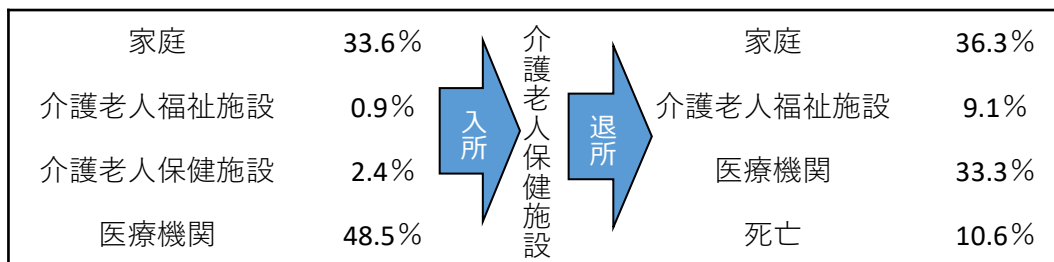 家庭 33.6%
介護老人福祉施設 0.9%
介護老人保健施設 2.4%
医療機関 48.5%
入所
介護老人保健施設
退所
家庭 36.3%
介護老人福祉施設 9.1%
医療機関 33.3%
死亡 10.6%